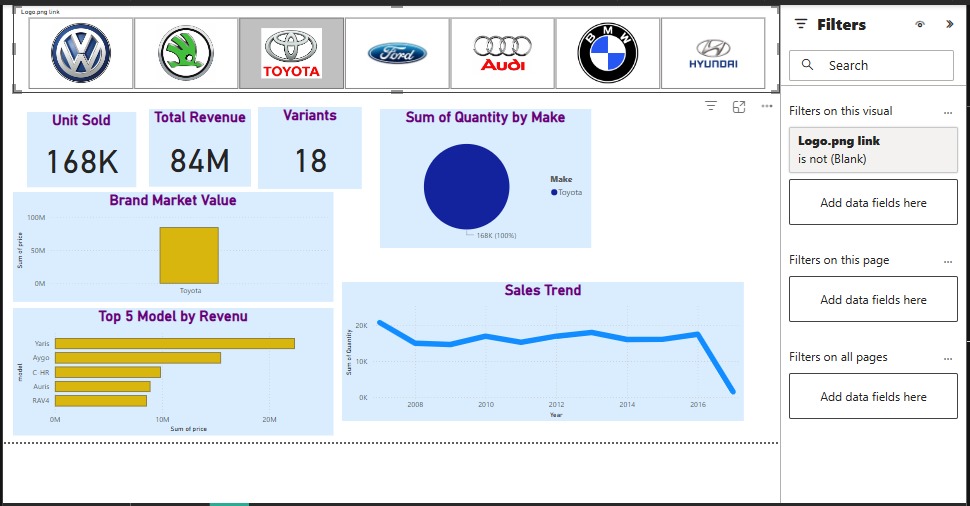 Logo.png link
TOYOTA
Ford
Audi
BMW
HYUNDAI
Unit Sold
168K
Total Revenue
84M
Variants
18
Sum of Quantity by Make
Make
Toyota
168K (100%)
Brand Market Value
Sum of price
100M
50M
0M
Toyota
Top 5 Model by Revenu
model
Yaris
Aygo
C-HR
Auris
RAV4
0M 10M 20M
Sum of price
Sales Trend
Sum of Quantity
20K
10K
0K
2008 2010 2012 2014 2016
Year
Filters
Search
Filters on this visual
Logo.png link
is not (Blank)
Add data fields here
Filters on this page
Add data fields here
Filters on all pages
Add data fields here